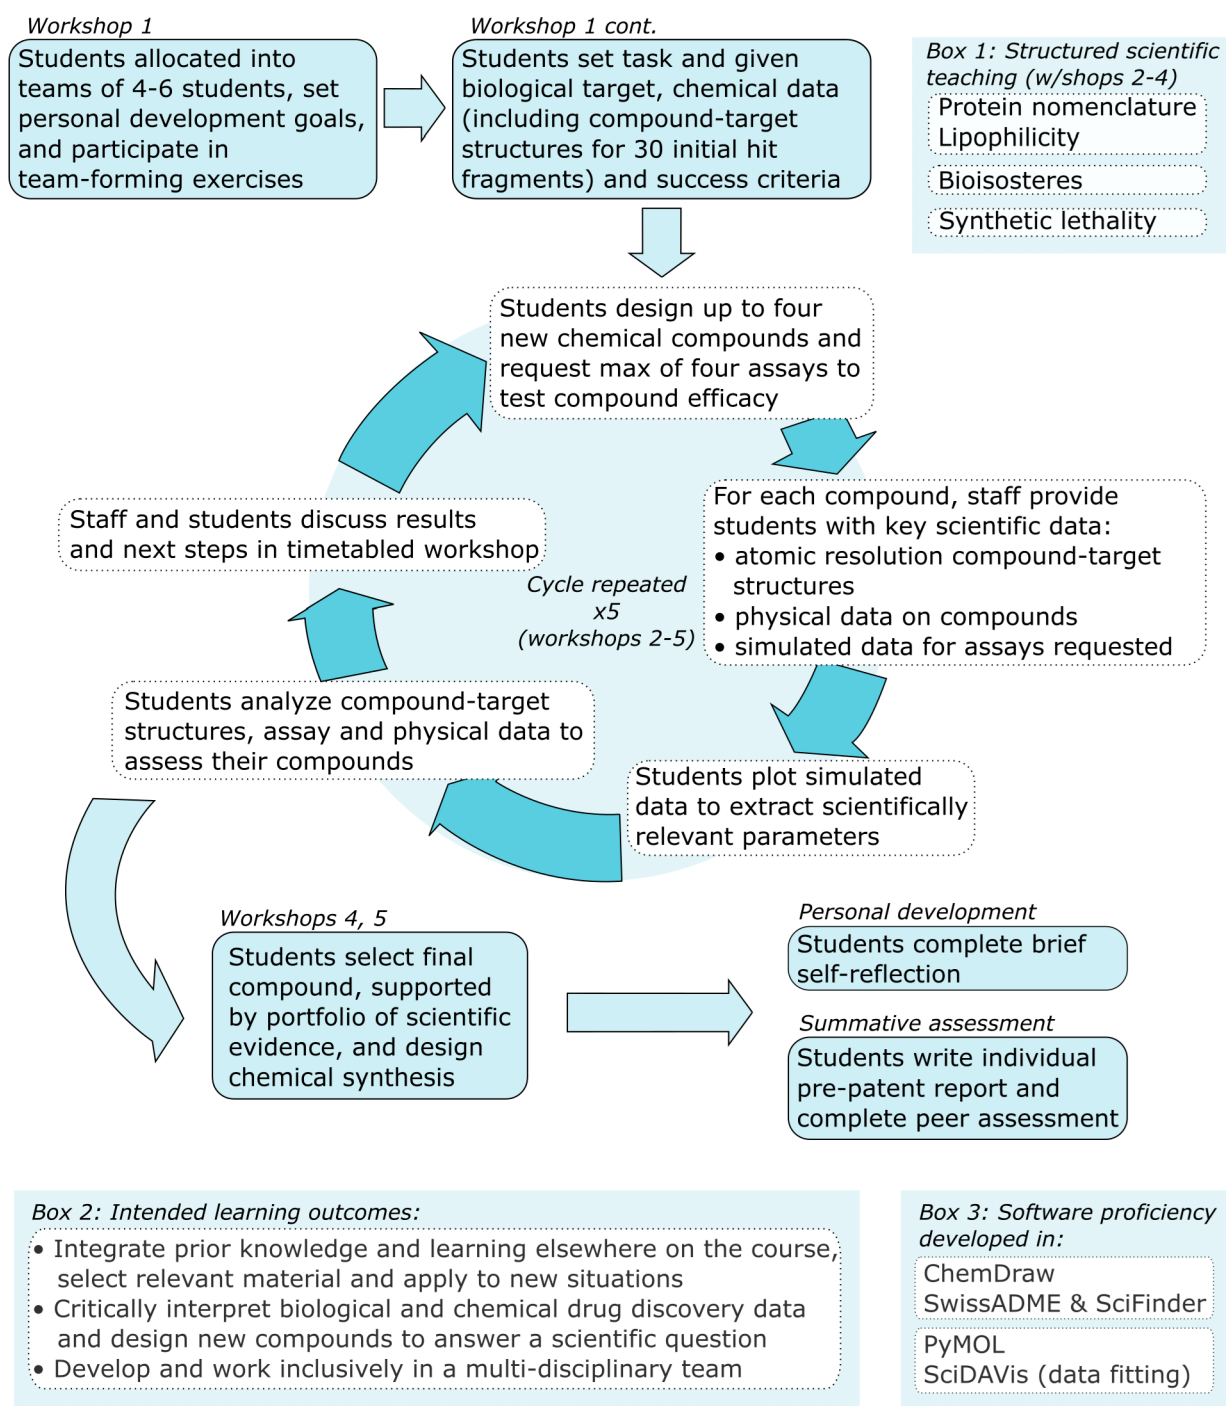 Workshop 1
Students allocated into
teams of 4-6 students, set
personal development goals,
and participate in
team-forming exercises
Workshop 1 cont.
Students set task and given
biological target, chemical data
(including compound-target
structures for 30 initial hit
fragments) and success criteria
Box 1: Structured scientific
teaching (w/shops 2-4)
Protein nomenclature
Lipophilicity
Bioisosteres
Synthetic lethality
Students design up to four
new chemical compounds and
request max of four assays to
test compound efficacy
For each compound, staff provide
students with key scientific data:
• atomic resolution compound-target
structures
• physical data on compounds
• simulated data for assays requested
Students plot simulated
data to extract scientifically
relevant parameters
Students analyze compound-target
structures, assay and physical data to
assess their compounds
Staff and students discuss results
and next steps in timetabled workshop
Cycle repeated
x5
(workshops 2-5)
Workshops 4, 5
Students select final
compound, supported
by portfolio of scientific
evidence, and design
chemical synthesis
Personal development
Students complete brief
self-reflection
Summative assessment
Students write individual
pre-patent report and
complete peer assessment
Box 2: Intended learning outcomes:
• Integrate prior knowledge and learning elsewhere on the course,
select relevant material and apply to new situations
• Critically interpret biological and chemical drug discovery data
and design new compounds to answer a scientific question
• Develop and work inclusively in a multi-disciplinary team
Box 3: Software proficiency
developed in:
ChemDraw
SwissADME & SciFinder
PyMOL
SciDAVis (data fitting)